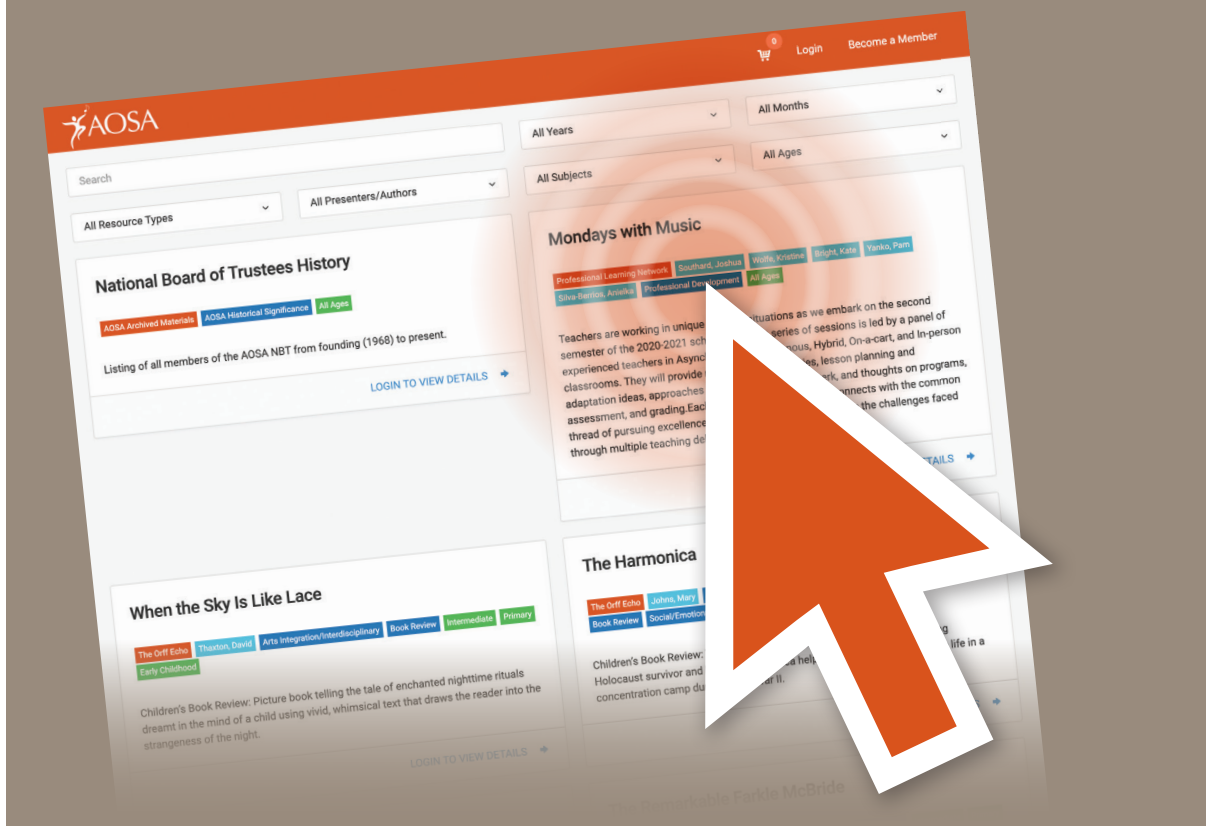 0
Login
Become a Member
AOSA
Search
All Years
All Months
All Resource Types
All Presenters/Authors
All Subjects
All Ages
National Board of Trustees History
AOSA Archived Materials AOSA Historical Significance All Ages
Listing of all members of the AOSA NBT from founding (1968) to present.
LOGIN TO VIEW DETAILS
Mondays with Music
Professional Learning Network Southard, Joshua Wolfe, Kristine Bright, Kate Yanko, Pam
Silva-Berrios, Anielka Professional Development All Ages
Teachers are working in unique situations as we embark on the second
semester of the 2020-2021 sch series of sessions is led by a panel of
experienced teachers in Asynch nous, Hybrid, On-a-cart, and In-person
classrooms. They will provide es, lesson planning and
adaptation ideas, approaches rk, and thoughts on programs,
assessment, and grading.Each nnects with the common
thread of pursuing excellence the challenges faced
through multiple teaching del
TAILS
When the Sky Is Like Lace
The Orff Echo Thaxton, David Arts Integration/Interdisciplinary Book Review Intermediate Primary
Early Childhood
Children's Book Review: Picture book telling the tale of enchanted nighttime rituals
dreamt in the mind of a child using vivid, whimsical text that draws the reader into the
strangeness of the night.
LOGIN TO VIEW DETAILS
The Harmonica
The Orff Echo Johns, Mary
Book Review Social/Emotion
Children's Book Review:
Holocaust survivor and a help life in a
concentration camp du ar II.
The Remarkable Farkle McBride